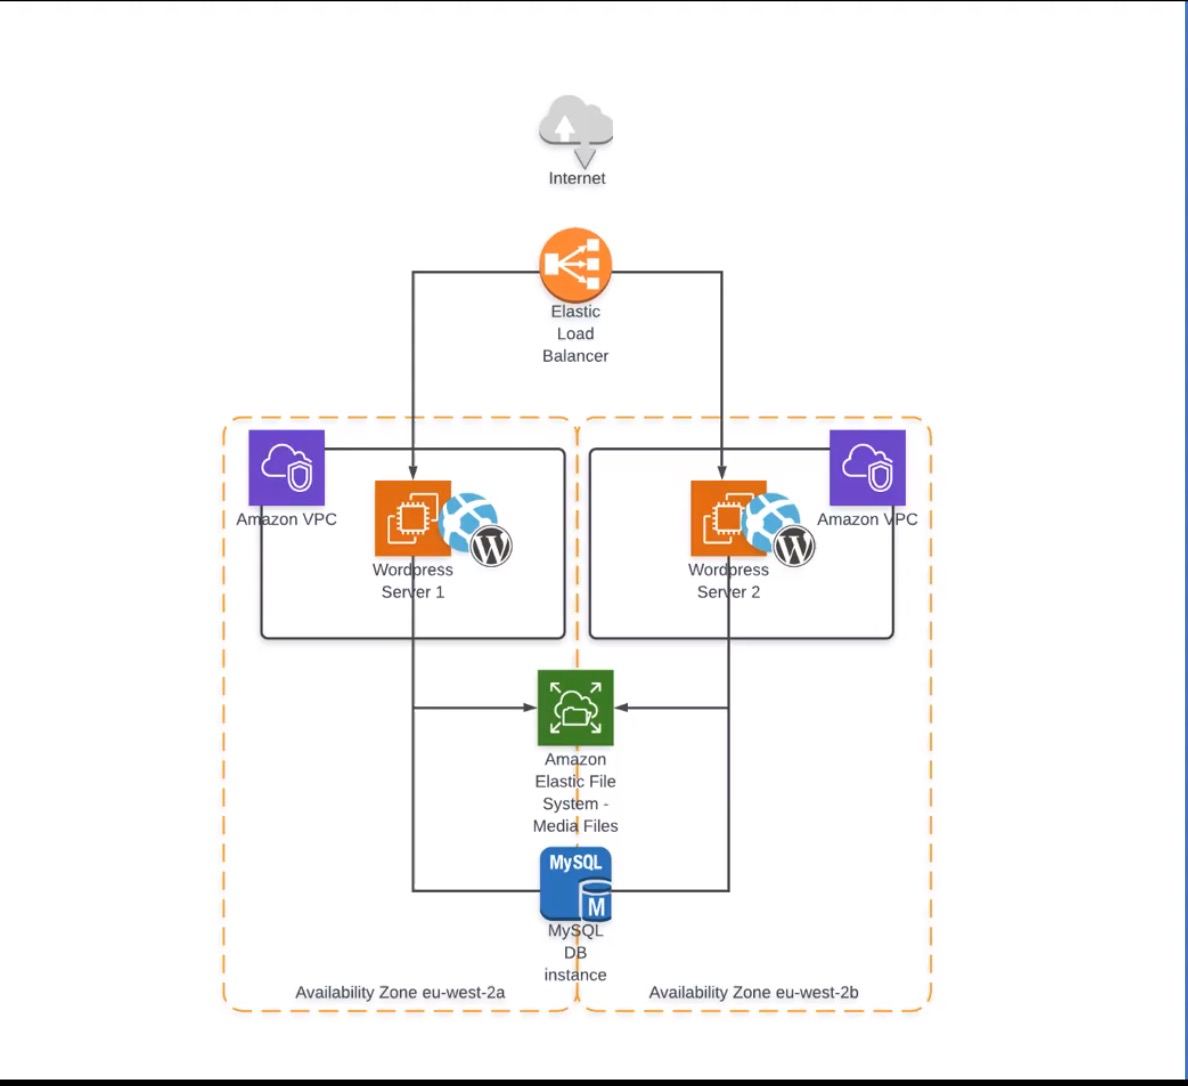 Internet
Elastic
Load
Balancer
Amazon VPC
Amazon VPC
W
W
Wordpress
Server 1
Wordpress
Server 2
Amazon
Elastic File
System -
Media Files
MySQL
M
MySQL
DB
instance
Availability Zone eu-west-2a
Availability Zone eu-west-2b